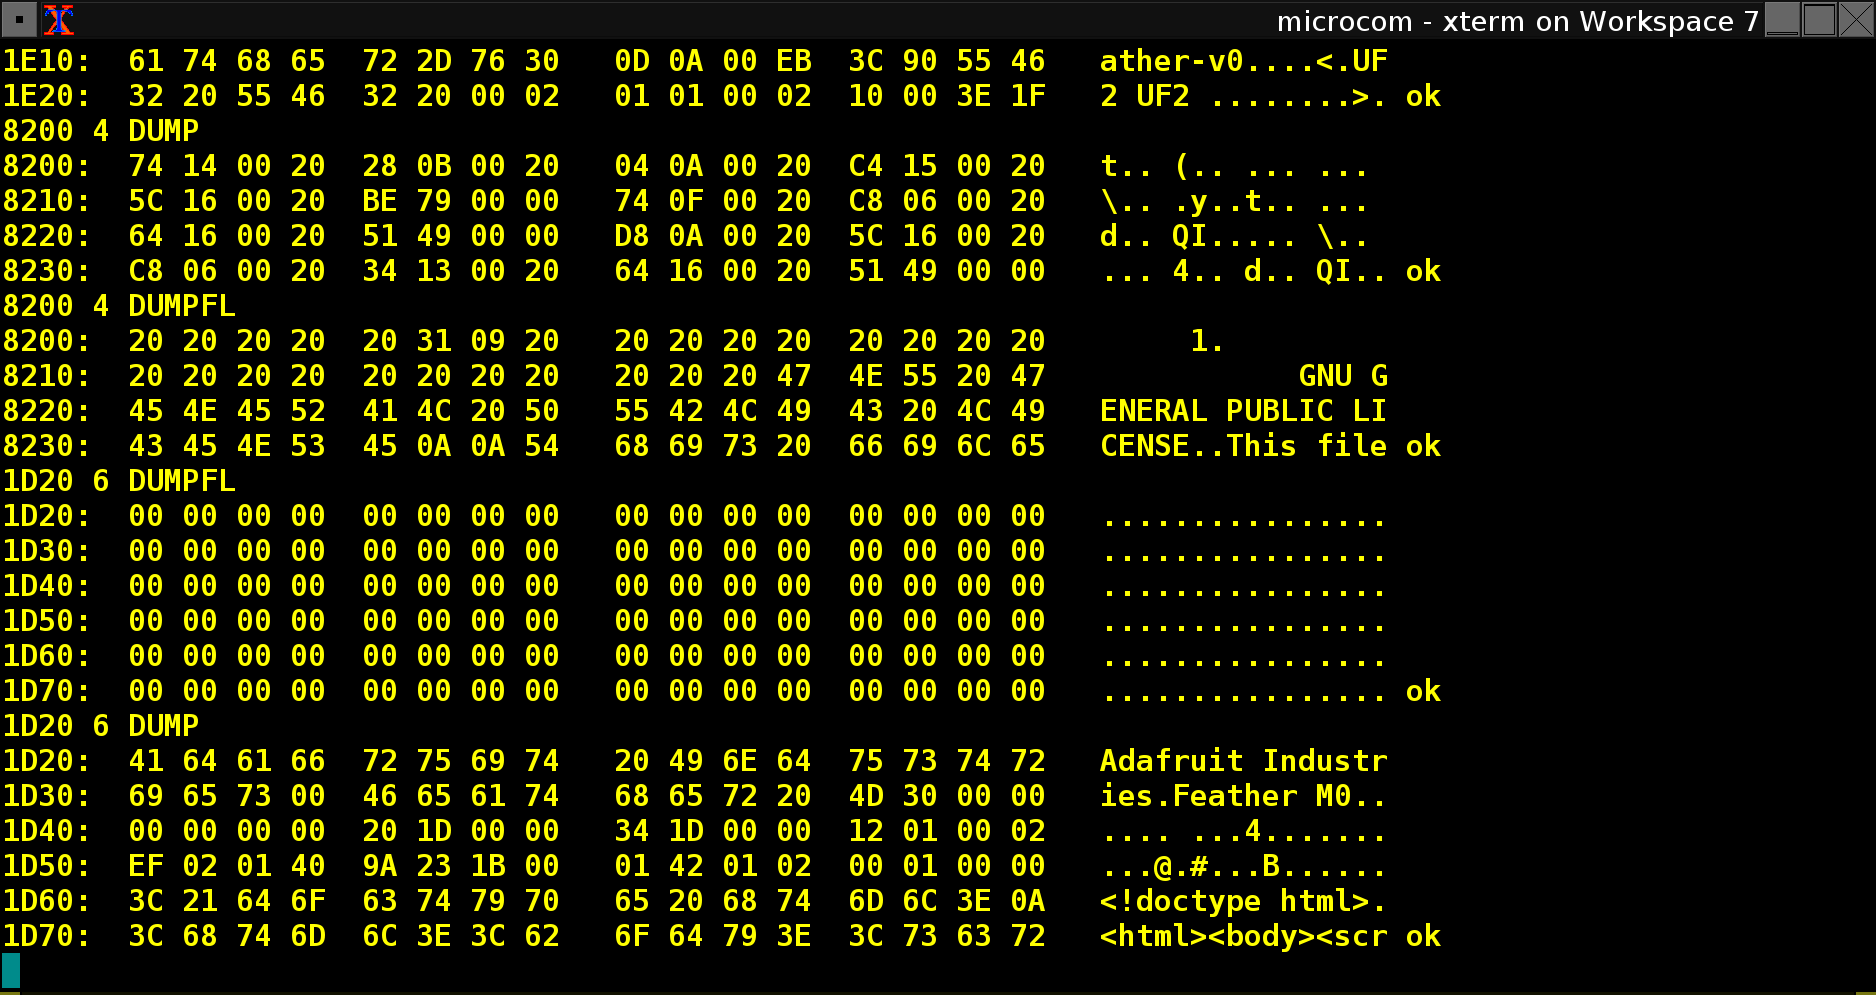 microcom - xterm on Workspace 7
1E10:  61 74 68 65  72 2D 76 30   0D 0A 00 EB  3C 90 55 46   ather-v0....<.UF
1E20:  32 20 55 46  32 20 00 02   01 01 00 02  10 00 3E 1F   2 UF2 ........>. ok
8200 4 DUMP
8200:  74 14 00 20  28 0B 00 20   04 0A 00 20  C4 15 00 20   t.. (.. ... ...
8210:  5C 16 00 20  BE 79 00 00   74 0F 00 20  C8 06 00 20   \.. .y..t.. ...
8220:  64 16 00 20  51 49 00 00   D8 0A 00 20  5C 16 00 20   d.. QI..... \..
8230:  C8 06 00 20  34 13 00 20   64 16 00 20  51 49 00 00   ... 4.. d.. QI.. ok
8200 4 DUMPFL
8200:  20 20 20 20  20 31 09 20   20 20 20 20  20 20 20 20        1.
8210:  20 20 20 20  20 20 20 20   20 20 20 47  4E 55 20 47              GNU G
8220:  45 4E 45 52  41 4C 20 50   55 42 4C 49  43 20 4C 49   ENERAL PUBLIC LI
8230:  43 45 4E 53  45 0A 0A 54   68 69 73 20  66 69 6C 65   CENSE..This file ok
1D20 6 DUMPFL
1D20:  00 00 00 00  00 00 00 00   00 00 00 00  00 00 00 00   ................
1D30:  00 00 00 00  00 00 00 00   00 00 00 00  00 00 00 00   ................
1D40:  00 00 00 00  00 00 00 00   00 00 00 00  00 00 00 00   ................
1D50:  00 00 00 00  00 00 00 00   00 00 00 00  00 00 00 00   ................
1D60:  00 00 00 00  00 00 00 00   00 00 00 00  00 00 00 00   ................
1D70:  00 00 00 00  00 00 00 00   00 00 00 00  00 00 00 00   ................ ok
1D20 6 DUMP
1D20:  41 64 61 66  72 75 69 74   20 49 6E 64  75 73 74 72   Adafruit Industr
1D30:  69 65 73 00  46 65 61 74   68 65 72 20  4D 30 00 00   ies.Feather M0..
1D40:  00 00 00 00  20 1D 00 00   34 1D 00 00  12 01 00 02   .... ...4.......
1D50:  EF 02 01 40  9A 23 1B 00   01 42 01 02  00 01 00 00   ...@.#...B......
1D60:  3C 21 64 6F  63 74 79 70   65 20 68 74  6D 6C 3E 0A   <!doctype html>.
1D70:  3C 68 74 6D  6C 3E 3C 62   6F 64 79 3E  3C 73 63 72   <html><body><scr ok